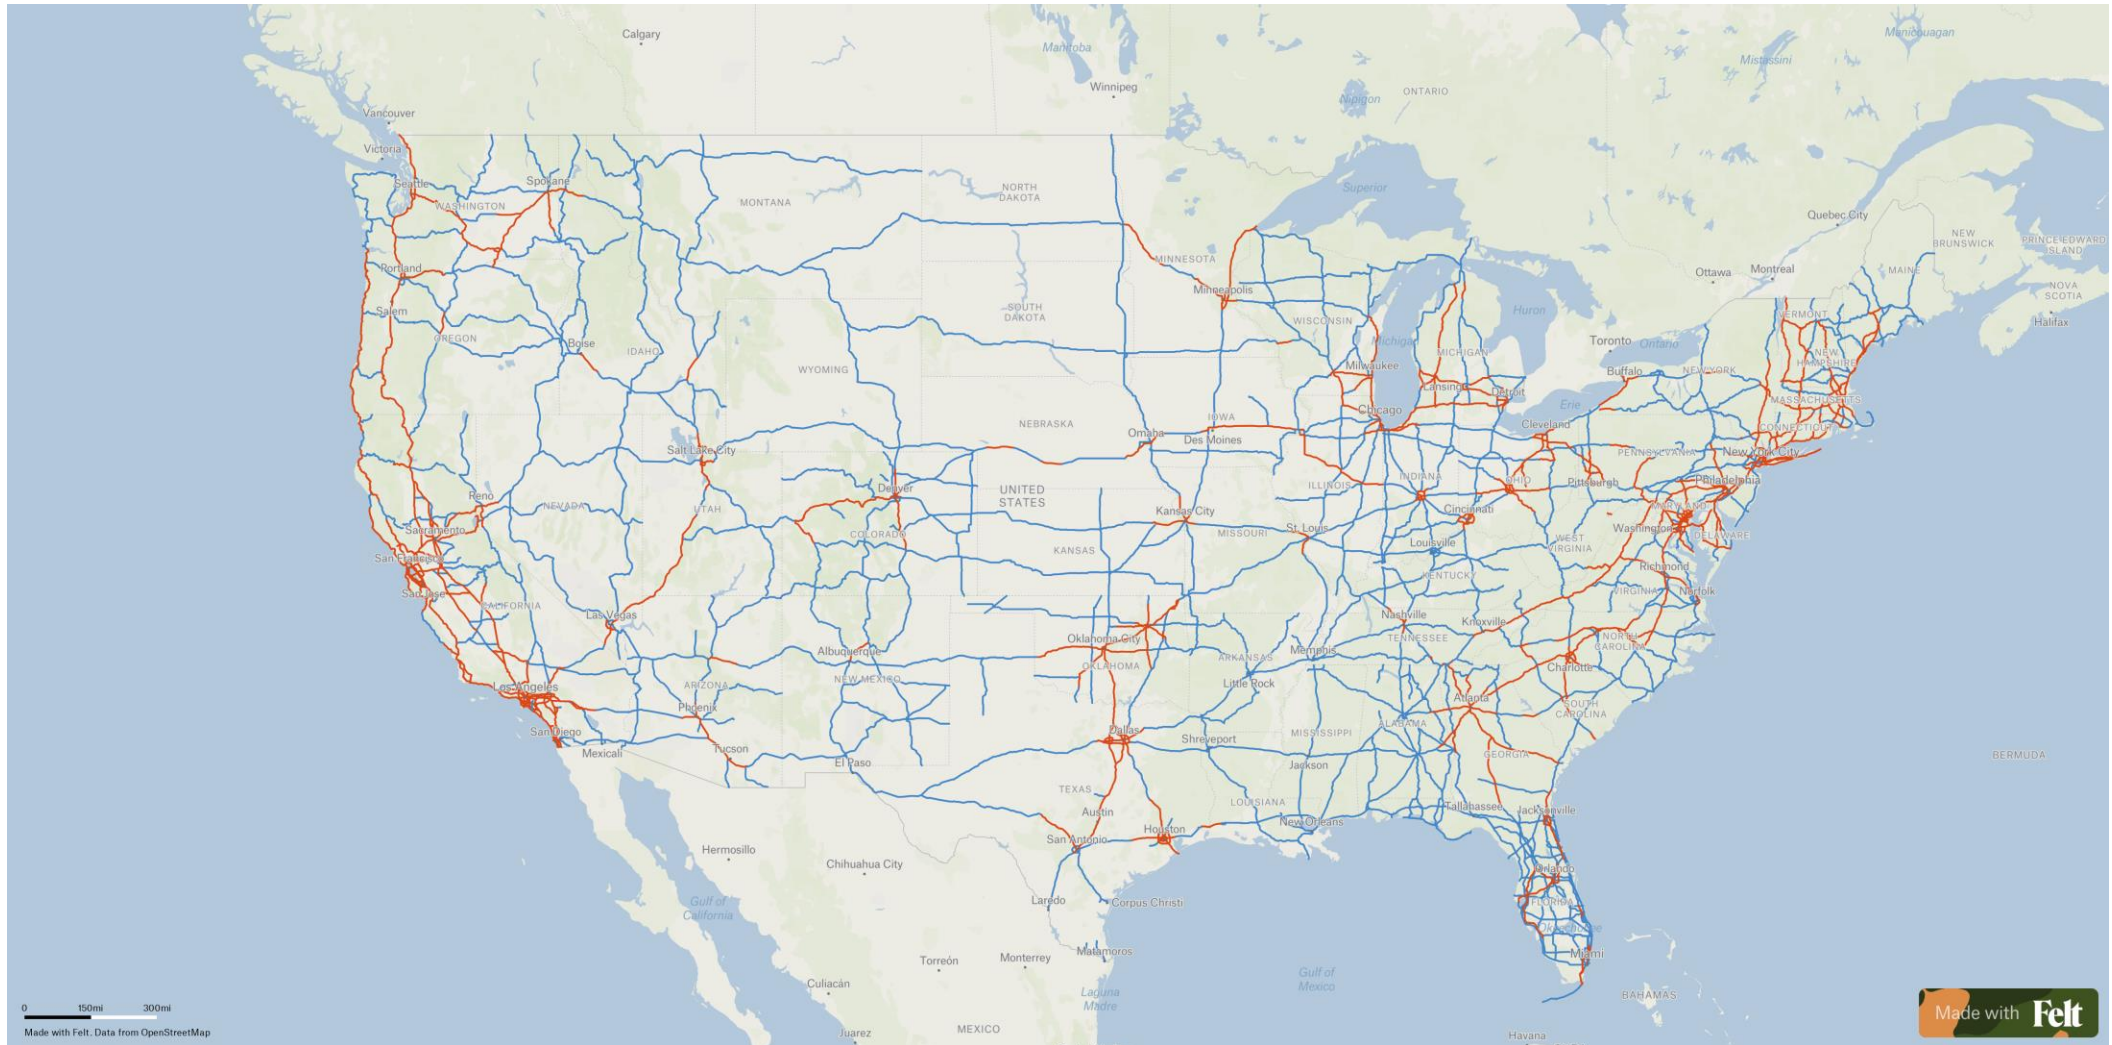 Calgary
Manitoba
Manicouagan
Mistassini
Winnipeg
Nipigon
ONTARIO
Vancouver
Victoria
Seattle
Spokane
WASHINGTON
MONTANA
NORTH
DAKOTA
Superior
Quebec City
NEW
BRUNSWICK
PRINCE EDWARD
ISLAND
Portland
MINNESOTA
Ottawa
Montreal
MAINE
NOVA
SCOTIA
Halifax
Minneapolis
Salem
SOUTH
DAKOTA
WISCONSIN
Huron
VERMONT
OREGON
Boise
IDAHO
Michigan
MICHIGAN
Toronto
Ontario
NEW
HAMPSHIRE
WYOMING
Milwaukee
Buffalo
NEW YORK
Lansing
Detroit
MASSACHUSETTS
Chicago
Erie
NEBRASKA
IOWA
Cleveland
CONNECTICUT
Omaha
Des Moines
Salt Lake City
PENNSYLVANIA
New York City
Denver
UNITED
STATES
ILLINOIS
INDIANA
OHIO
Pittsburgh
Philadelphia
Reno
NEVADA
UTAH
Kansas City
Cincinnati
MARYLAND
Sacramento
COLORADO
MISSOURI
St. Louis
Washington
DELAWARE
San Francisco
KANSAS
Louisville
WEST
VIRGINIA
KENTUCKY
Richmond
San Jose
CALIFORNIA
VIRGINIA
Norfolk
Las Vegas
Nashville
Knoxville
Oklahoma City
TENNESSEE
NORTH
CAROLINA
Albuquerque
Memphis
OKLAHOMA
ARKANSAS
Charlotte
Los Angeles
ARIZONA
NEW MEXICO
Little Rock
Atlanta
Phoenix
SOUTH
CAROLINA
San Diego
Dallas
ALABAMA
Mexicali
Tucson
Shreveport
MISSISSIPPI
GEORGIA
BERMUDA
El Paso
Jackson
TEXAS
LOUISIANA
Tallahassee
Jacksonville
Austin
New Orleans
Houston
San Antonio
Hermosillo
Chihuahua City
Orlando
Gulf of
California
Laredo
Corpus Christi
FLORIDA
Okeechobee
Matamoros
Miami
Torreón
Monterrey
Gulf of
Mexico
Culiacán
Laguna
Madre
BAHAMAS
0 150mi 300mi
Made with Felt. Data from OpenStreetMap
Juarez
MEXICO
Havana
Made with Felt